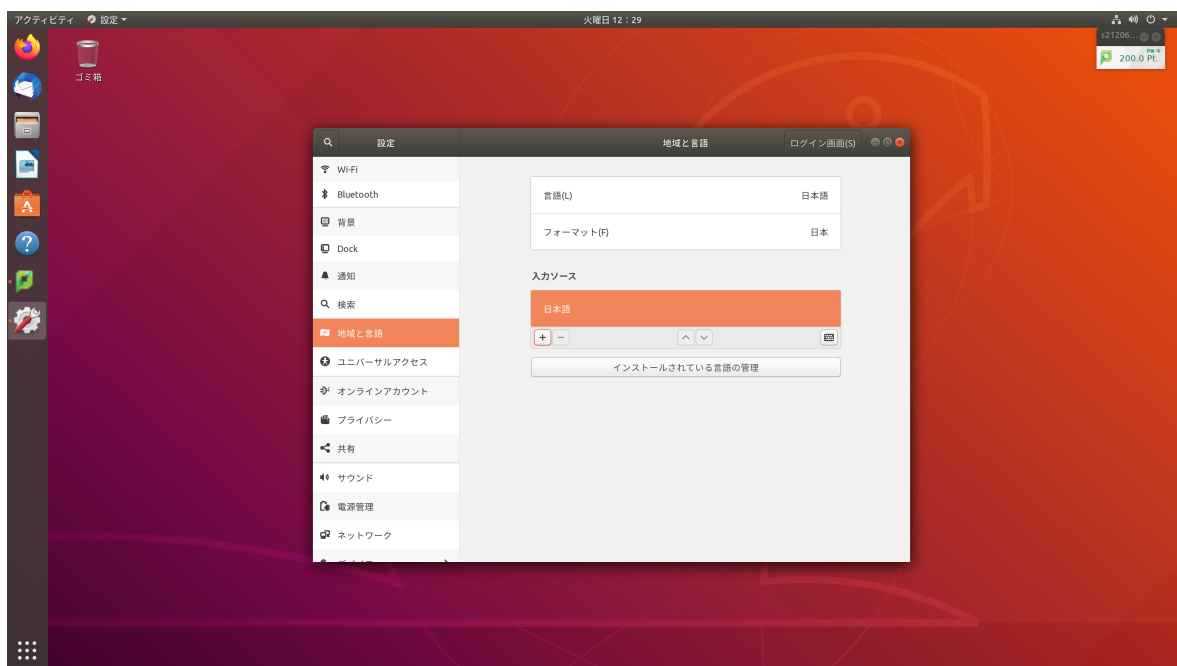 アクティビティ 設定
火曜日 12：29
s21206...
200.0 Pt.
ゴミ箱
設定
地域と言語
ログイン画面(S)
Wi-Fi
Bluetooth
背景
Dock
通知
検索
地域と言語
ユニバーサルアクセス
オンラインアカウント
プライバシー
共有
サウンド
電源管理
ネットワーク
言語(L) 日本語
フォーマット(F) 日本
入力ソース
日本語
インストールされている言語の管理